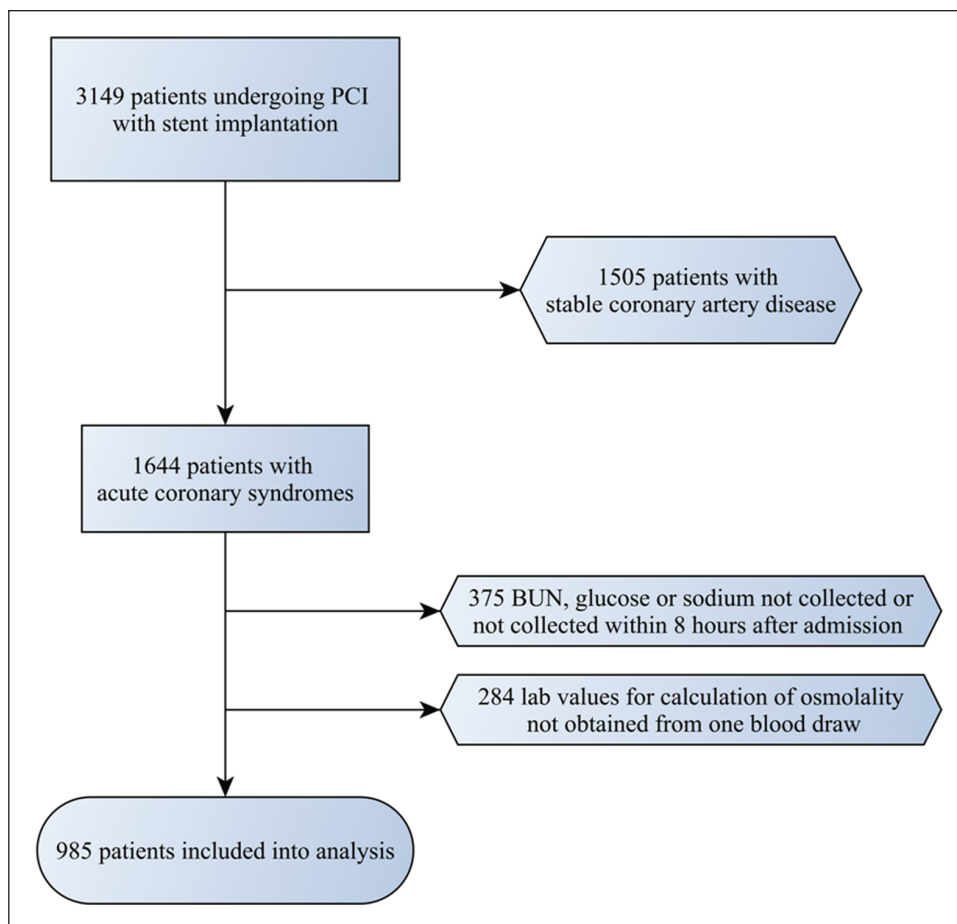 3149 patients undergoing PCI
with stent implantation
1505 patients with
stable coronary artery disease
1644 patients with
acute coronary syndromes
375 BUN, glucose or sodium not collected or
not collected within 8 hours after admission
284 lab values for calculation of osmolality
not obtained from one blood draw
985 patients included into analysis